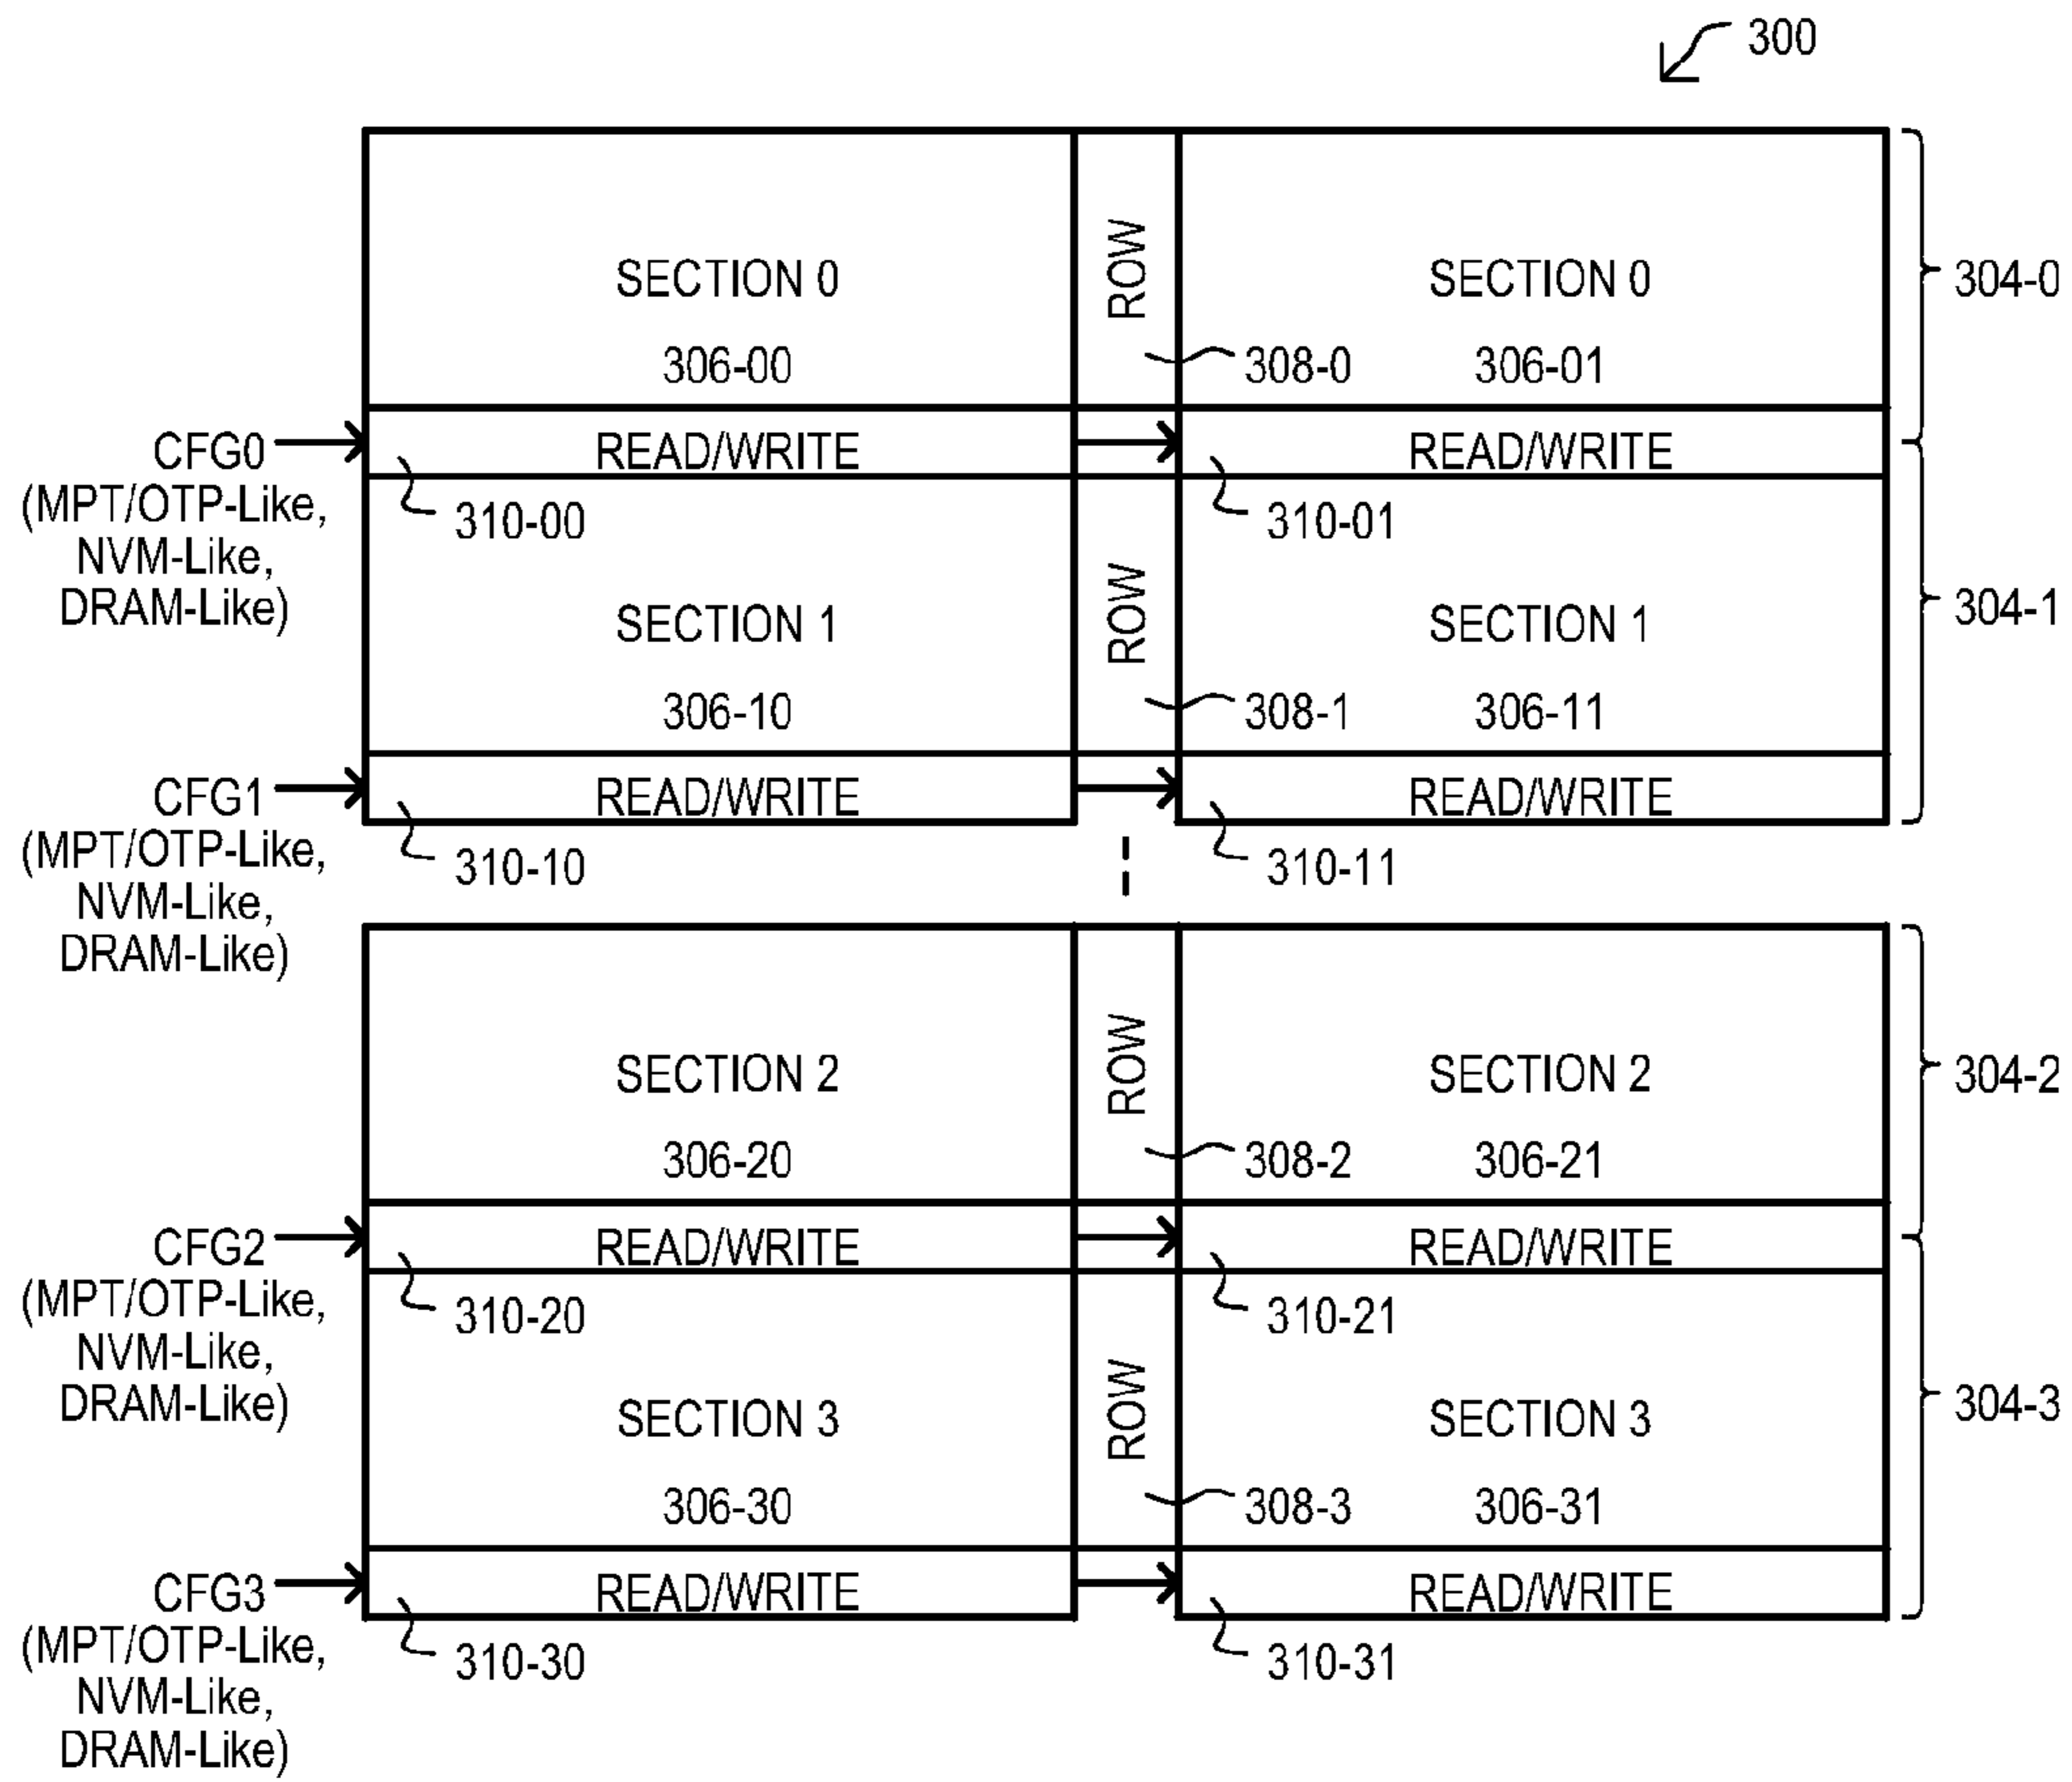 300
SECTION 0
ROW
SECTION 0
304-0
306-00
308-0
306-01
CFG0
(MPT/OTP-Like,
NVM-Like,
DRAM-Like)
READ/WRITE
READ/WRITE
310-00
310-01
SECTION 1
ROW
SECTION 1
304-1
306-10
308-1
306-11
CFG1
(MPT/OTP-Like,
NVM-Like,
DRAM-Like)
READ/WRITE
READ/WRITE
310-10
310-11
SECTION 2
ROW
SECTION 2
304-2
306-20
308-2
306-21
CFG2
(MPT/OTP-Like,
NVM-Like,
DRAM-Like)
READ/WRITE
READ/WRITE
310-20
310-21
SECTION 3
ROW
SECTION 3
304-3
306-30
308-3
306-31
CFG3
(MPT/OTP-Like,
NVM-Like,
DRAM-Like)
READ/WRITE
READ/WRITE
310-30
310-31